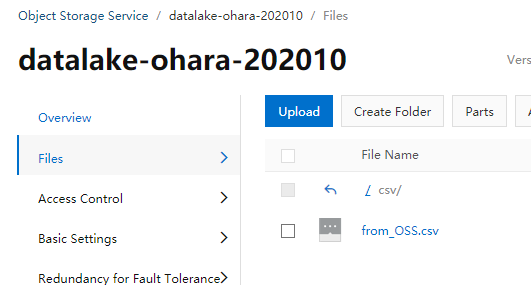 Object Storage Service / datalake-ohara-202010 / Files
datalake-ohara-202010
Overview
Files
Access Control
Basic Settings
Redundancy for Fault Tolerance
Upload
Create Folder
Parts
File Name
/ csv/
from_OSS.csv